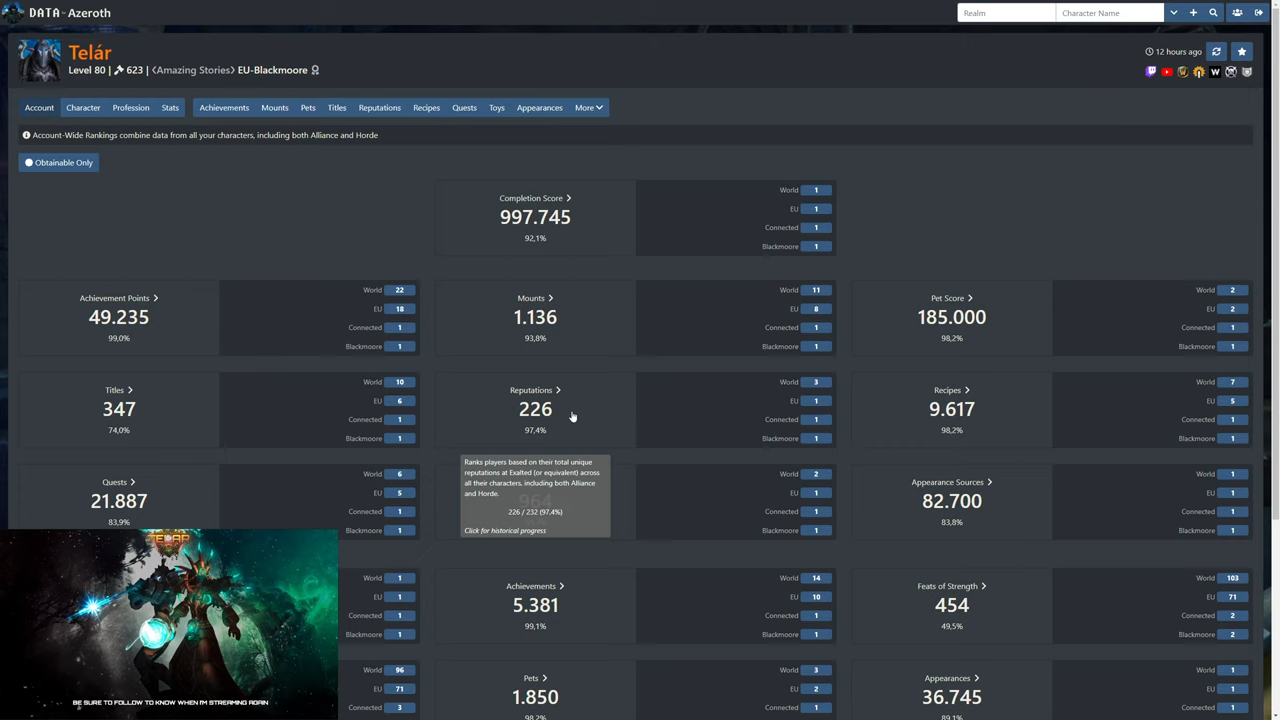 DATA for Azeroth
Realm
Character Name
Telár
Level 80 | 623 | <Amazing Stories> EU-Blackmoore
12 hours ago
Account
Character
Profession
Stats
Achievements
Mounts
Pets
Titles
Reputations
Recipes
Quests
Toys
Appearances
More
Account-Wide Rankings combine data from all your characters, including both Alliance and Horde
Obtainable Only
Completion Score
997.745
92,1%
World 1
EU 1
Connected 1
Blackmoore 1
Achievement Points
49.235
99,0%
World 22
EU 18
Connected 1
Blackmoore 1
Mounts
1.136
93,8%
World 11
EU 8
Connected 1
Blackmoore 1
Pet Score
185.000
98,2%
World 2
EU 2
Connected 1
Blackmoore 1
Titles
347
74,0%
World 10
EU 6
Connected 1
Blackmoore 1
Reputations
226
97,4%
World 3
EU 1
Connected 1
Blackmoore 1
Recipes
9.617
98,2%
World 7
EU 5
Connected 1
Blackmoore 1
Quests
21.887
83,9%
World 6
EU 5
Connected 1
Blackmoore 1
Ranks players based on their total unique
reputations at Exalted (or equivalent) across
all their characters, including both Alliance
and Horde.
226 / 232 (97,4%)
Click for historical progress
964
World 2
EU 1
Connected 1
Blackmoore 1
Appearance Sources
82.700
83,8%
World 1
EU 1
Connected 1
Blackmoore 1
World 1
EU 1
Connected 1
Blackmoore 1
Achievements
5.381
99,1%
World 14
EU 10
Connected 1
Blackmoore 1
Feats of Strength
454
49,5%
World 103
EU 71
Connected 2
Blackmoore 2
World 96
EU 71
Connected 3
Pets
1.850
98,2%
World 3
EU 2
Connected 1
Appearances
36.745
89,1%
World 1
EU 1
Connected 1
TELAR
BE SURE TO FOLLOW TO KNOW WHEN I'M STREAMING AGAIN